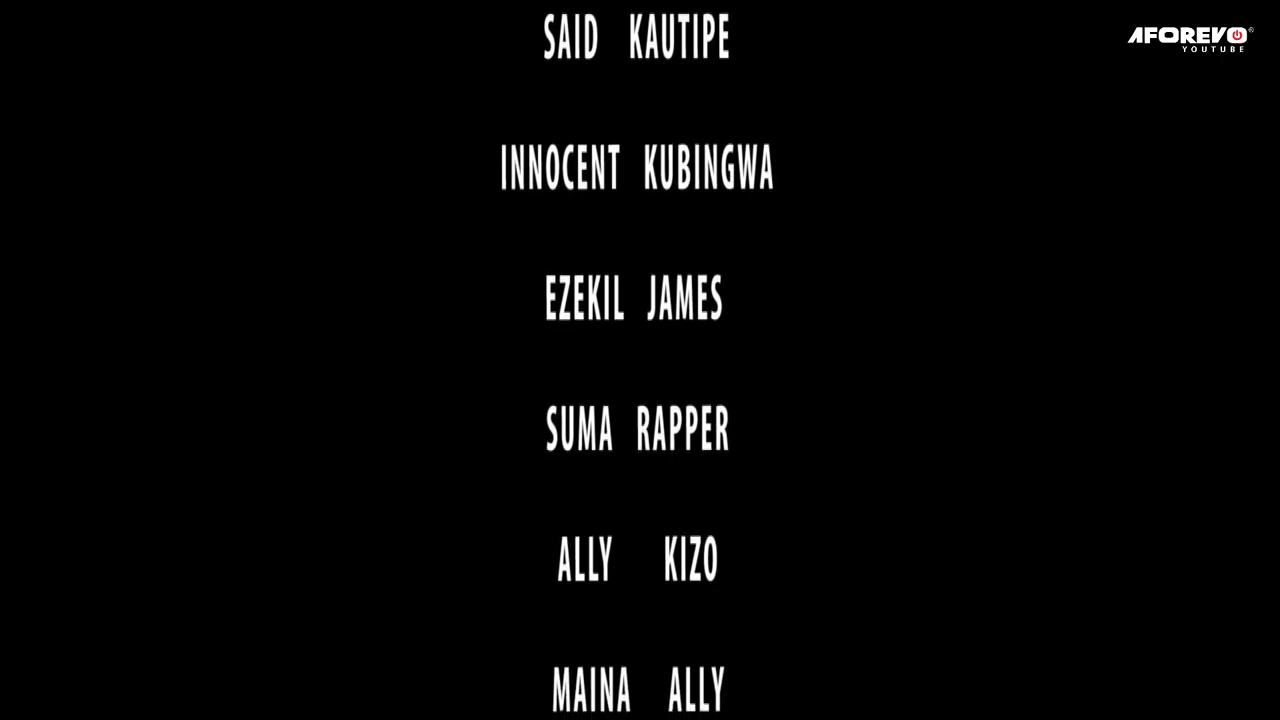 SAID KAUTIPE
AFOREVO®
YOUTUBE
INNOCENT KUBINGWA
EZEKIL JAMES
SUMA RAPPER
ALLY KIZO
MAINA ALLY